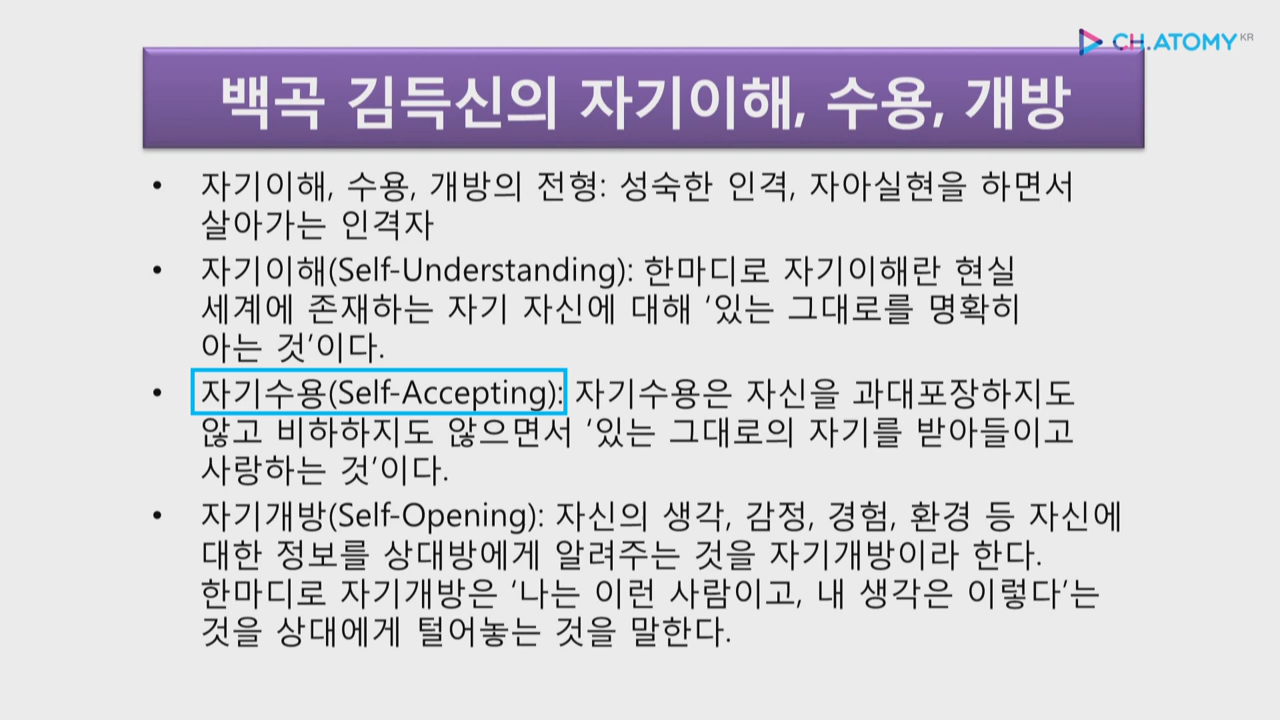 CH.ATOMY KR
백곡 김득신의 자기이해, 수용, 개방
• 자기이해, 수용, 개방의 전형: 성숙한 인격, 자아실현을 하면서
살아가는 인격자
• 자기이해(Self-Understanding): 한마디로 자기이해란 현실
세계에 존재하는 자기 자신에 대해 ‘있는 그대로를 명확히
아는 것’이다.
• 자기수용(Self-Accepting): 자기수용은 자신을 과대포장하지도
않고 비하하지도 않으면서 ‘있는 그대로의 자기를 받아들이고
사랑하는 것’이다.
• 자기개방(Self-Opening): 자신의 생각, 감정, 경험, 환경 등 자신에
대한 정보를 상대방에게 알려주는 것을 자기개방이라 한다.
한마디로 자기개방은 ‘나는 이런 사람이고, 내 생각은 이렇다’는
것을 상대에게 털어놓는 것을 말한다.